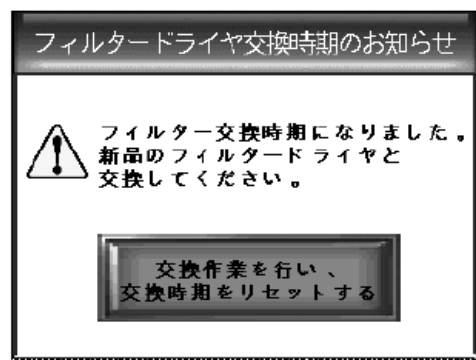 フィルタードライヤ交換時期のお知らせ
フィルター交換時期になりました。
新品のフィルタードライヤと
交換してください。
交換作業を行い、
交換時期をリセットする